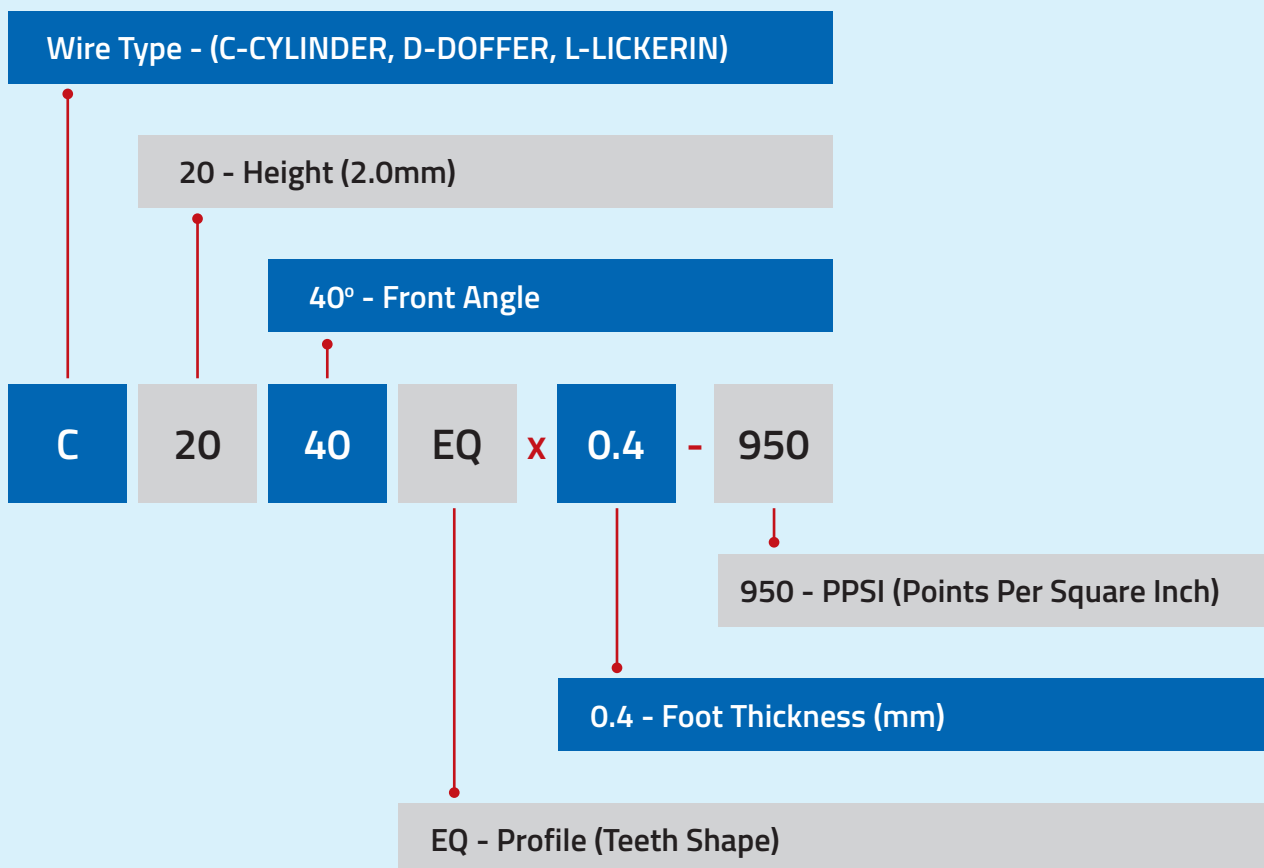 Wire Type - (C-CYLINDER, D-DOFFER, L-LICKERIN)
20 - Height (2.0mm)
40º - Front Angle
C 20 40 EQ x 0.4 - 950
950 - PPSI (Points Per Square Inch)
0.4 - Foot Thickness (mm)
EQ - Profile (Teeth Shape)